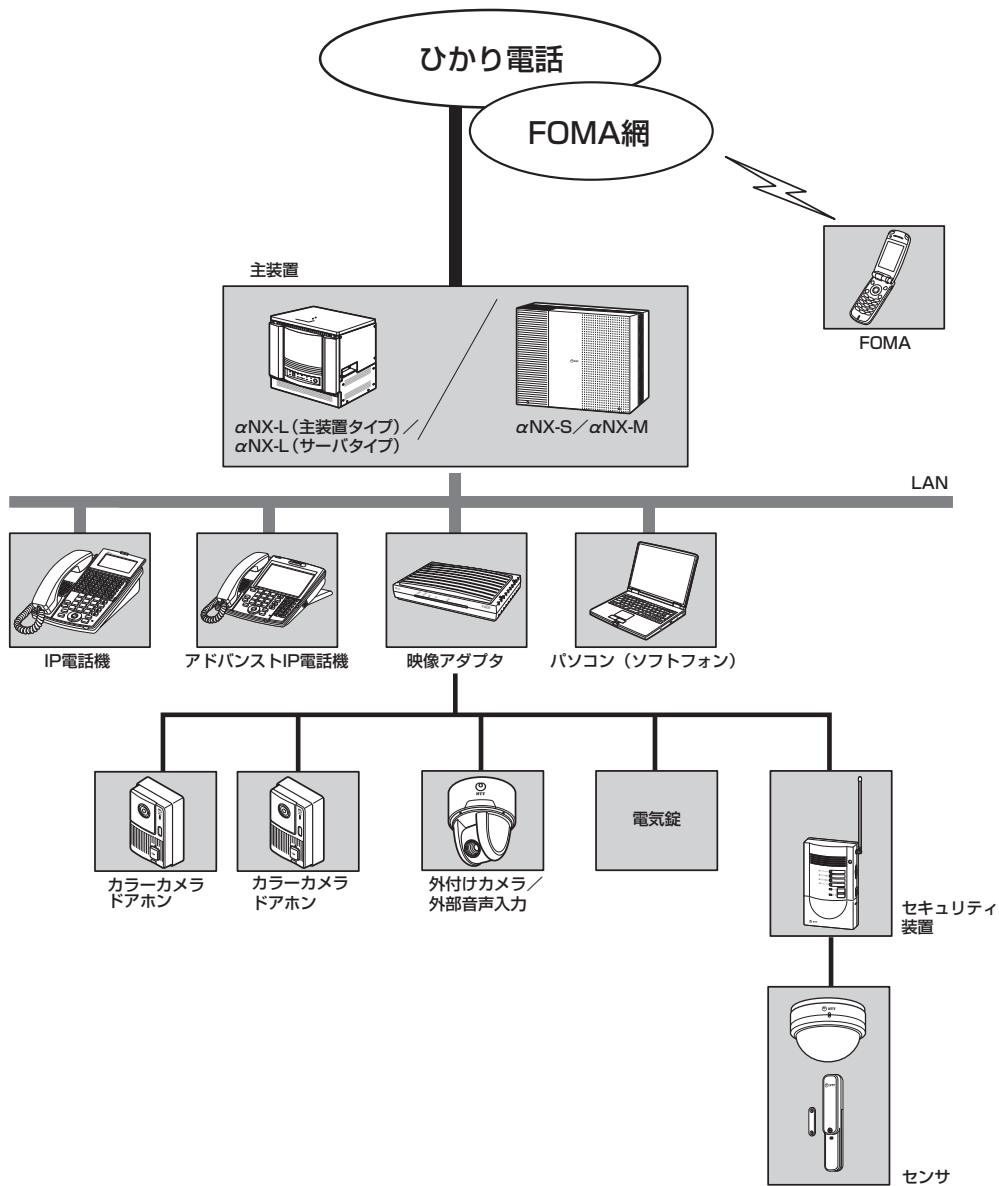 ひかり電話
FOMA網
FOMA
主装置
αNX-L（主装置タイプ）／
αNX-L（サーバタイプ）
αNX-S／αNX-M
LAN
IP電話機
アドバンストIP電話機
映像アダプタ
パソコン（ソフトフォン）
カラーカメラ
ドアホン
カラーカメラ
ドアホン
NTT
外付けカメラ／
外部音声入力
電気錠
セキュリティ
装置
NTT
センサ